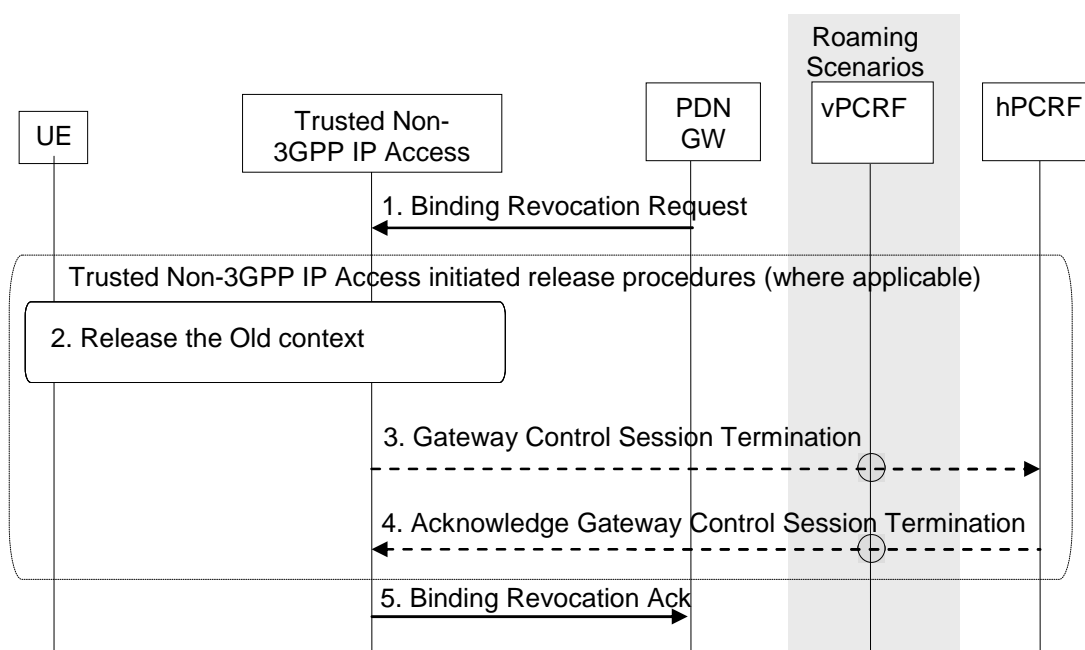 Roaming
Scenarios
UE
Trusted Non-
3GPP IP Access
PDN
GW
vPCRF
hPCRF
1. Binding Revocation Request
Trusted Non-3GPP IP Access initiated release procedures (where applicable)
2. Release the Old context
3. Gateway Control Session Termination
4. Acknowledge Gateway Control Session Termination
5. Binding Revocation Ack